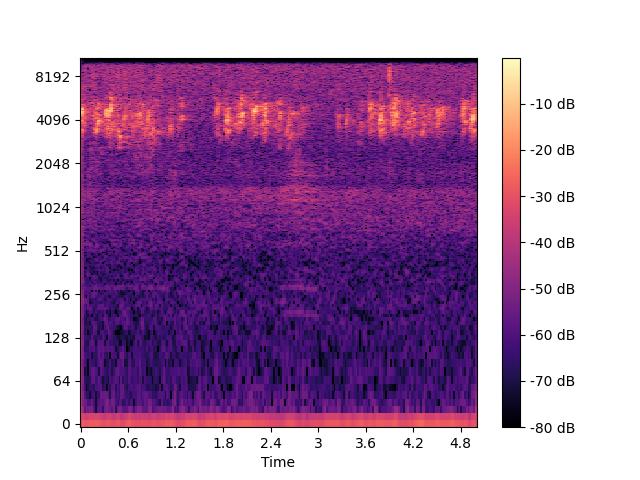 8192
4096
2048
1024
512
256
128
64
0
Hz
0 0.6 1.2 1.8 2.4 3 3.6 4.2 4.8
Time
-10 dB
-20 dB
-30 dB
-40 dB
-50 dB
-60 dB
-70 dB
-80 dB